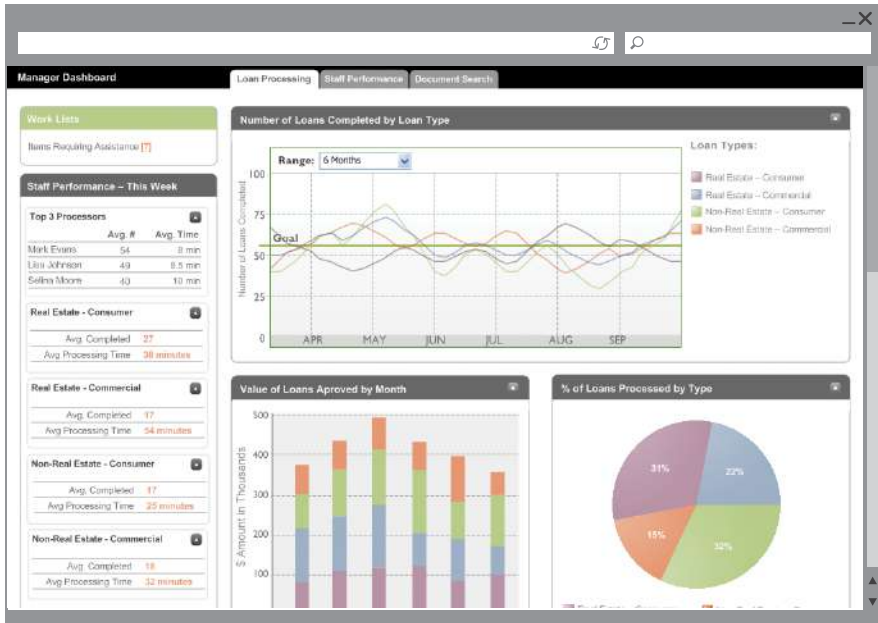 Manager Dashboard
Loan Processing
Staff Performance
Document Search
Work Lists
Items Requiring Assistance [7]
Staff Performance – This Week
Top 3 Processors
Avg. # Avg. Time
Mark Evans 54 8 min
Lisa Johnson 49 8.5 min
Selina Moore 40 10 min
Real Estate - Consumer
Avg. Completed 27
Avg Processing Time 38 minutes
Real Estate - Commercial
Avg. Completed 17
Avg Processing Time 54 minutes
Non-Real Estate - Consumer
Avg. Completed 17
Avg Processing Time 25 minutes
Non-Real Estate - Commercial
Avg. Completed 18
Avg Processing Time 32 minutes
Number of Loans Completed by Loan Type
Range: 6 Months
Number of Loans Completed
100
75
Goal
50
25
0
APR MAY JUN JUL AUG SEP
Loan Types:
Real Estate – Consumer
Real Estate – Commercial
Non-Real Estate – Consumer
Non-Real Estate – Commercial
Value of Loans Aproved by Month
$ Amount in Thousands
500
400
300
200
100
% of Loans Processed by Type
31%
22%
15%
32%